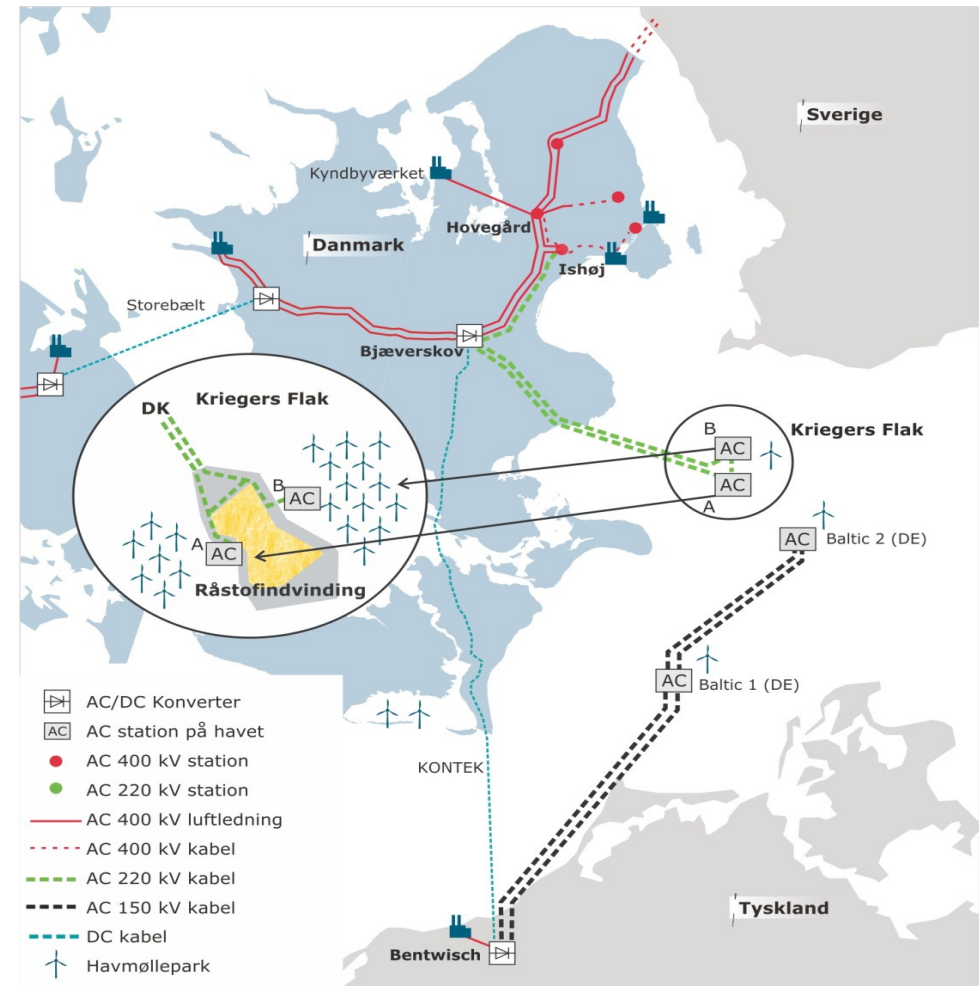 Sverige
Kyndbyværket
Hovegård
Danmark
Ishøj
Storebælt
Bjæverskov
Kriegers Flak
DK
B
AC
A
AC
Råstofindvinding
B
AC
Kriegers Flak
AC
A
AC
Baltic 2 (DE)
AC
Baltic 1 (DE)
KONTEK
AC/DC Konverter
AC
AC station på havet
AC 400 kV station
AC 220 kV station
AC 400 kV luftledning
AC 400 kV kabel
AC 220 kV kabel
AC 150 kV kabel
DC kabel
Havmøllepark
Tyskland
Bentwisch